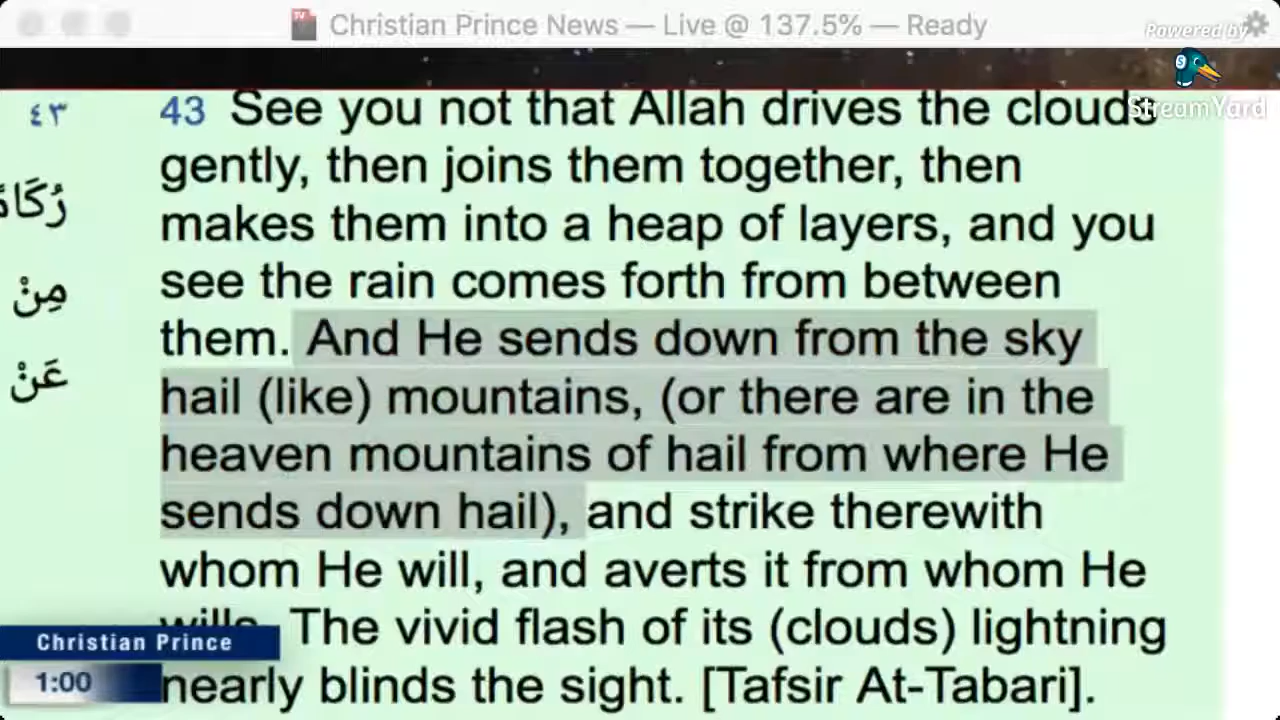 Christian Prince News — Live @ 137.5% — Ready
Powered by
StreamYard
٤٣
43 See you not that Allah drives the clouds
gently, then joins them together, then
makes them into a heap of layers, and you
see the rain comes forth from between
them. And He sends down from the sky
hail (like) mountains, (or there are in the
heaven mountains of hail from where He
sends down hail), and strike therewith
whom He will, and averts it from whom He
wills. The vivid flash of its (clouds) lightning
nearly blinds the sight. [Tafsir At-Tabari].
مِنْ
عَنْ
Christian Prince
1:00